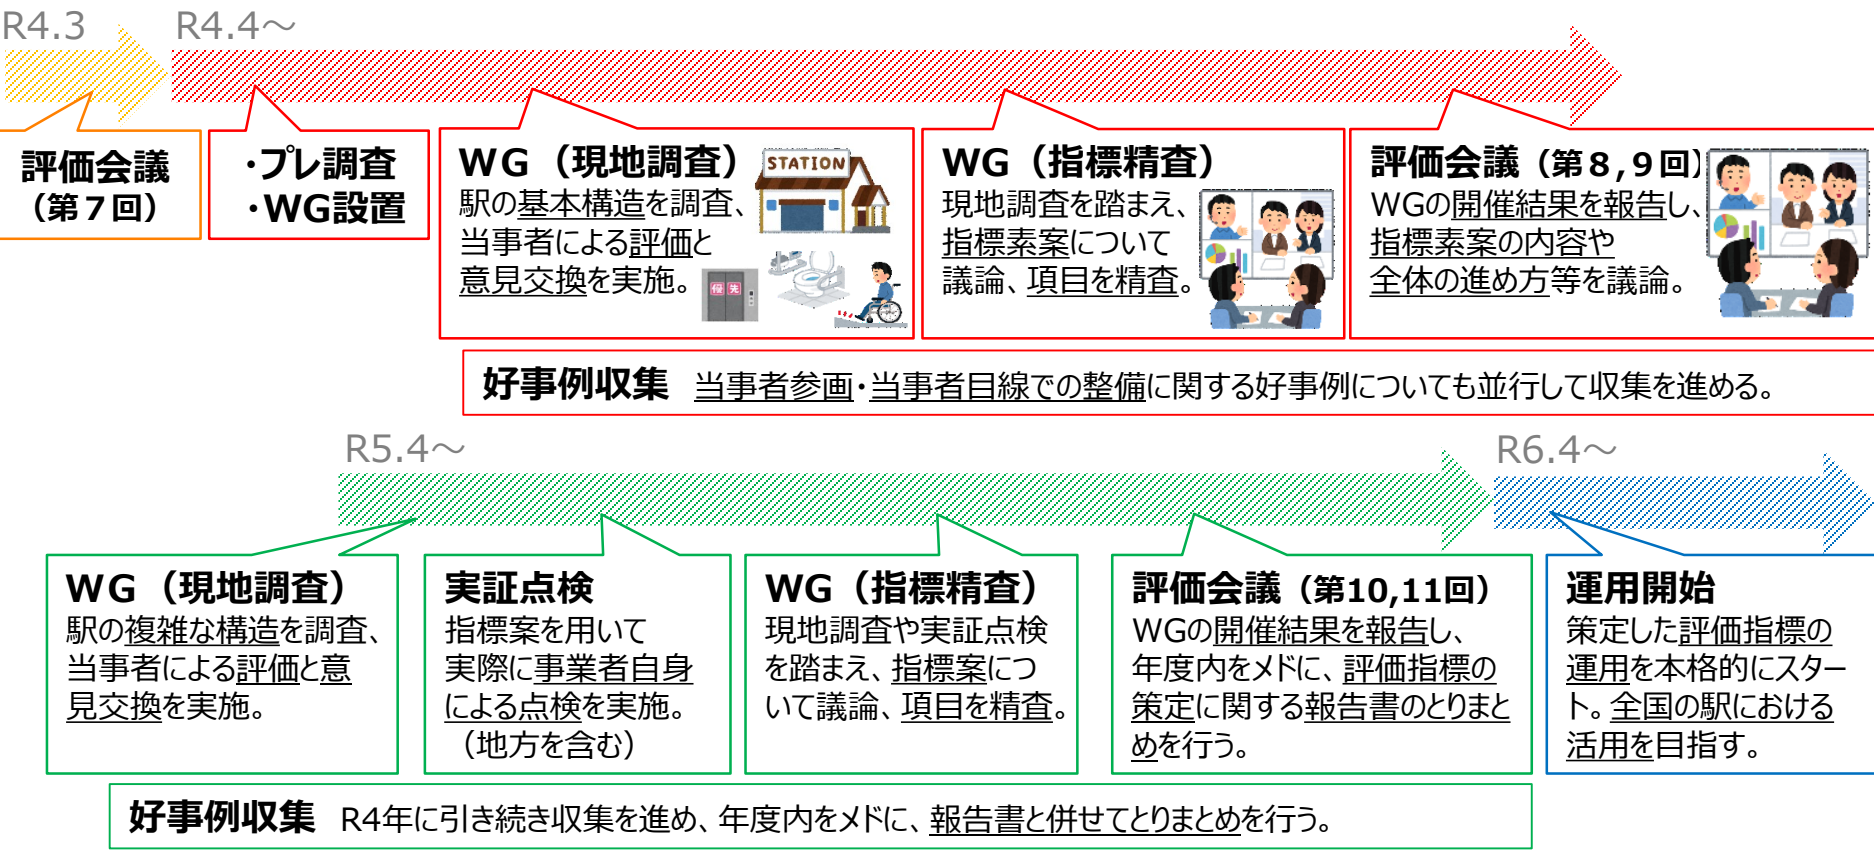 R4.3
R4.4～
評価会議
（第７回）
・プレ調査
・WG設置
WG（現地調査）
駅の基本構造を調査、
当事者による評価と
意見交換を実施。
STATION
優先
WG（指標精査）
現地調査を踏まえ、
指標素案について
議論、項目を精査。
評価会議（第８,９回）
WGの開催結果を報告し、
指標素案の内容や
全体の進め方等を議論。
好事例収集　当事者参画・当事者目線での整備に関する好事例についても並行して収集を進める。
R5.4～
R6.4～
WG（現地調査）
駅の複雑な構造を調査、
当事者による評価と意
見交換を実施。
実証点検
指標案を用いて
実際に事業者自身
による点検を実施。
（地方を含む）
WG（指標精査）
現地調査や実証点検
を踏まえ、指標案につ
いて議論、項目を精査。
評価会議（第10,11回）
WGの開催結果を報告し、
年度内をメドに、評価指標の
策定に関する報告書のとりまと
めを行う。
運用開始
策定した評価指標の
運用を本格的にスター
ト。全国の駅における
活用を目指す。
好事例収集　R4年に引き続き収集を進め、年度内をメドに、報告書と併せてとりまとめを行う。